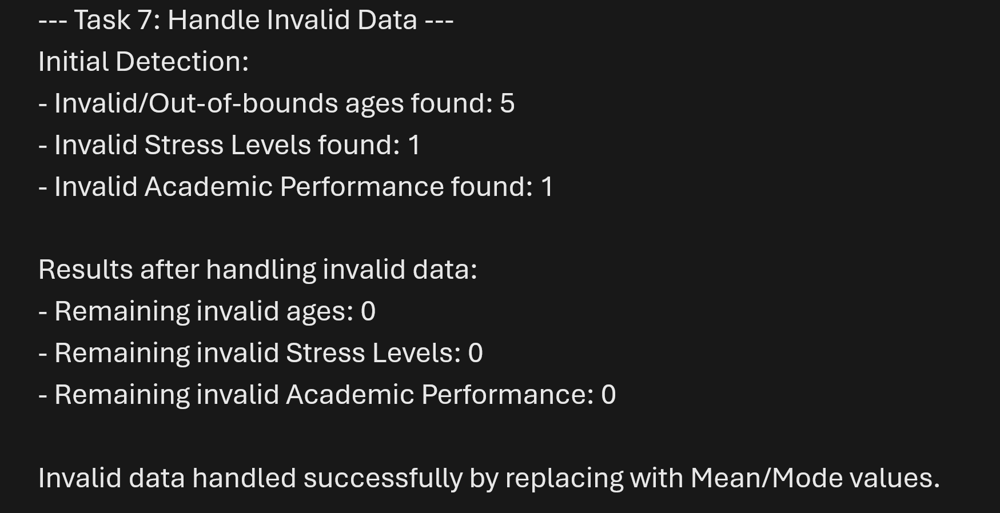 --- Task 7: Handle Invalid Data ---
Initial Detection:
- Invalid/Out-of-bounds ages found: 5
- Invalid Stress Levels found: 1
- Invalid Academic Performance found: 1
Results after handling invalid data:
- Remaining invalid ages: 0
- Remaining invalid Stress Levels: 0
- Remaining invalid Academic Performance: 0
Invalid data handled successfully by replacing with Mean/Mode values.